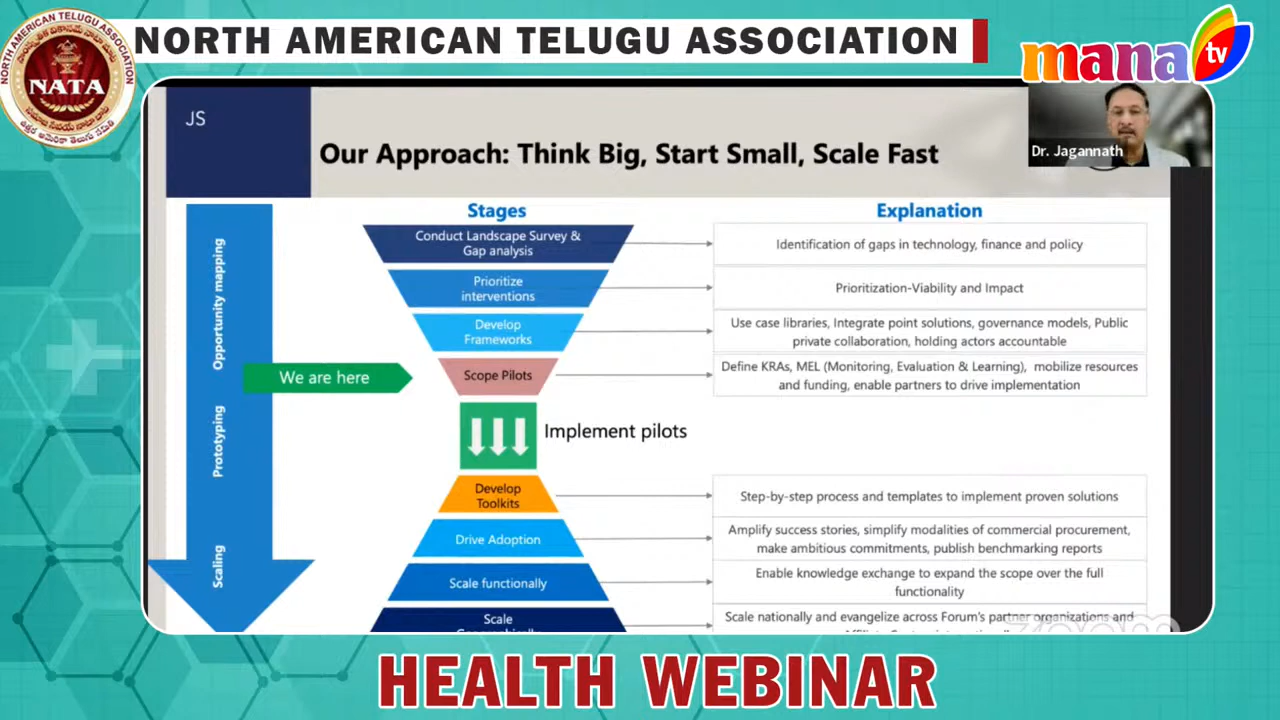 NORTH AMERICAN TELUGU ASSOCIATION
NORTH AMERICAN TELUGU ASSOCIATION
NATA
mana
tv
JS
Our Approach: Think Big, Start Small, Scale Fast
Dr. Jagannath
Stages
Explanation
Opportunity mapping
Prototyping
Scaling
Conduct Landscape Survey &
Gap analysis
Identification of gaps in technology, finance and policy
Prioritize
interventions
Prioritization-Viability and Impact
Develop
Frameworks
Use case libraries, Integrate point solutions, governance models, Public
private collaboration, holding actors accountable
We are here
Scope Pilots
Define KRAs, MEL (Monitoring, Evaluation & Learning), mobilize resources
and funding, enable partners to drive implementation
Implement pilots
Develop
Toolkits
Step-by-step process and templates to implement proven solutions
Drive Adoption
Amplify success stories, simplify modalities of commercial procurement,
make ambitious commitments, publish benchmarking reports
Scale functionally
Enable knowledge exchange to expand the scope over the full
functionality
Scale
Scale nationally and evangelize across Forum's partner organizations and
zoom
HEALTH WEBINAR